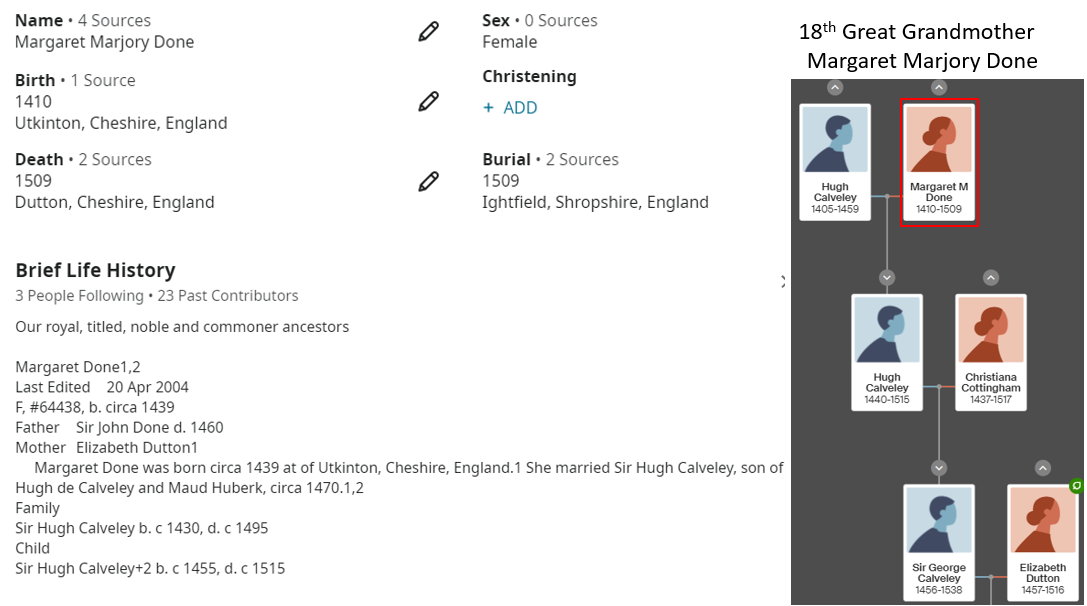 Name • 4 Sources
Margaret Marjory Done
Sex • 0 Sources
Female
Birth • 1 Source
1410
Utkinton, Cheshire, England
Christening
+ ADD
Death • 2 Sources
1509
Dutton, Cheshire, England
Burial • 2 Sources
1509
Ightfield, Shropshire, England
Brief Life History
3 People Following • 23 Past Contributors
Our royal, titled, noble and commoner ancestors
Margaret Done1,2
Last Edited 20 Apr 2004
F, #64438, b. circa 1439
Father Sir John Done d. 1460
Mother Elizabeth Dutton1
Margaret Done was born circa 1439 at of Utkinton, Cheshire, England.1 She married Sir Hugh Calveley, son of
Hugh de Calveley and Maud Huberk, circa 1470.1,2
Family
Sir Hugh Calveley b. c 1430, d. c 1495
Child
Sir Hugh Calveley+2 b. c 1455, d. c 1515
18th Great Grandmother
Margaret Marjory Done
Hugh
Calveley
1405-1459
Margaret M
Done
1410-1509
Hugh
Calveley
1440-1515
Christiana
Cottingham
1437-1517
Sir George
Calveley
1456-1538
Elizabeth
Dutton
1457-1516